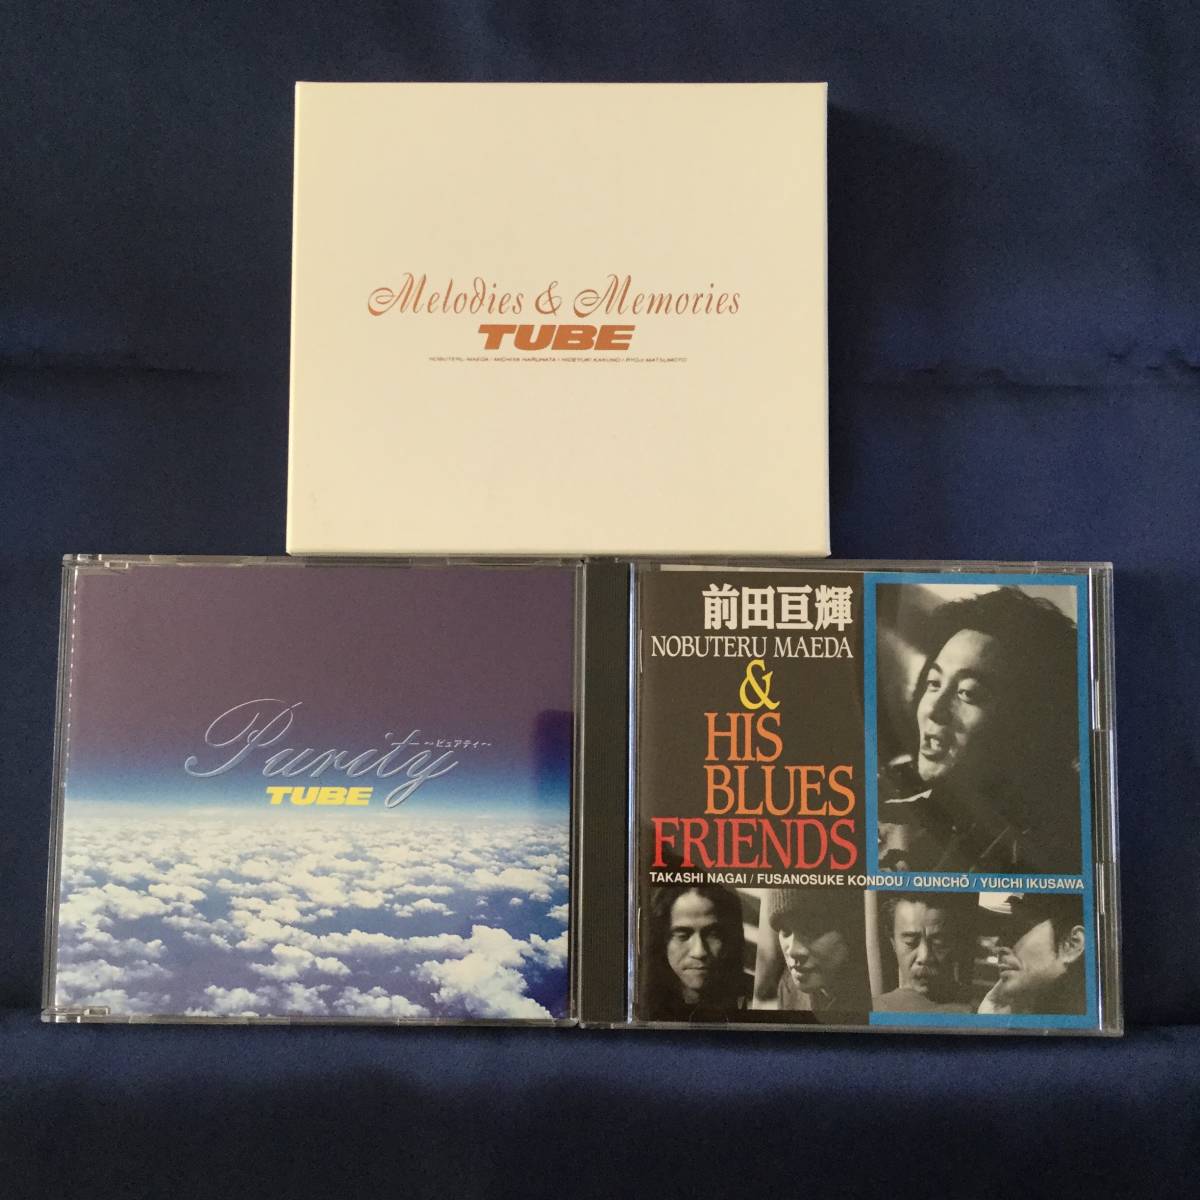 Melodies & Memories
TUBE
NOBUTERU MAEDA / MICHIYA HARUHATA / HIDEYUKI KAKUNO / RYOJI MATSUMOTO
Purity
～ピュアティ～
TUBE
前田亘輝
NOBUTERU MAEDA
&
HIS
BLUES
FRIENDS
TAKASHI NAGAI / FUSANOSUKE KONDOU / QUNCHŌ / YUICHI IKUSAWA